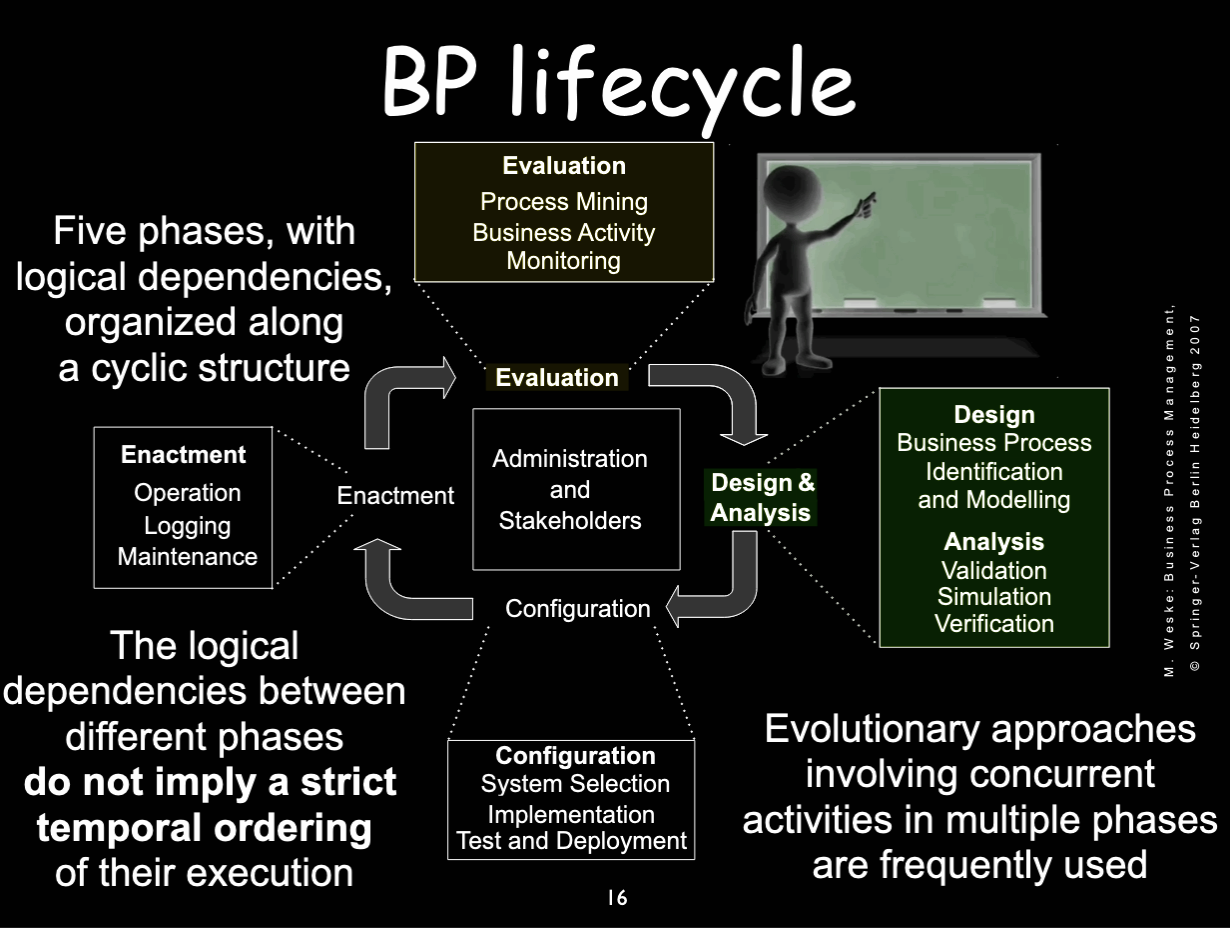 BP lifecycle
Evaluation
Process Mining
Business Activity
Monitoring
Five phases, with
logical dependencies,
organized along
a cyclic structure
Evaluation
Enactment
Operation
Logging
Maintenance
Enactment
Administration
and
Stakeholders
Design &
Analysis
Design
Business Process
Identification
and Modelling
Analysis
Validation
Simulation
Verification
Configuration
The logical
dependencies between
different phases
do not imply a strict
temporal ordering
of their execution
Configuration
System Selection
Implementation
Test and Deployment
Evolutionary approaches
involving concurrent
activities in multiple phases
are frequently used
M. Weske: Business Process Management,
© Springer-Verlag Berlin Heidelberg 2007
16